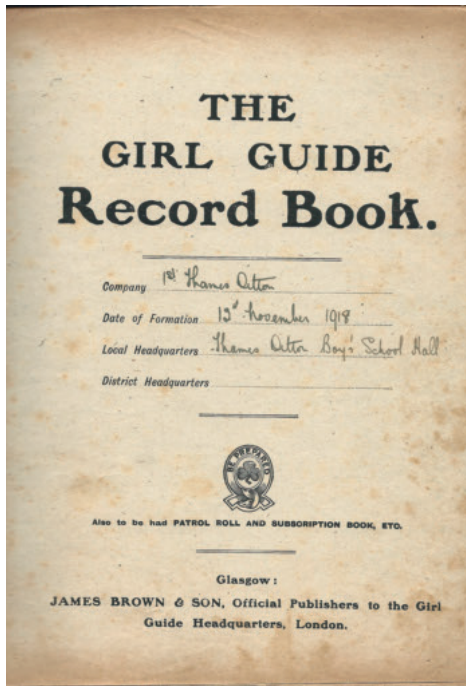 THE
GIRL GUIDE
Record Book.
Company 1st Thames Ditton
Date of Formation 13th November 1918
Local Headquarters Thames Ditton Boy's School Hall
District Headquarters
BE PREPARED
Also to be had PATROL ROLL AND SUBSCRIPTION BOOK, ETC.
Glasgow:
JAMES BROWN & SON, Official Publishers to the Girl
Guide Headquarters, London.